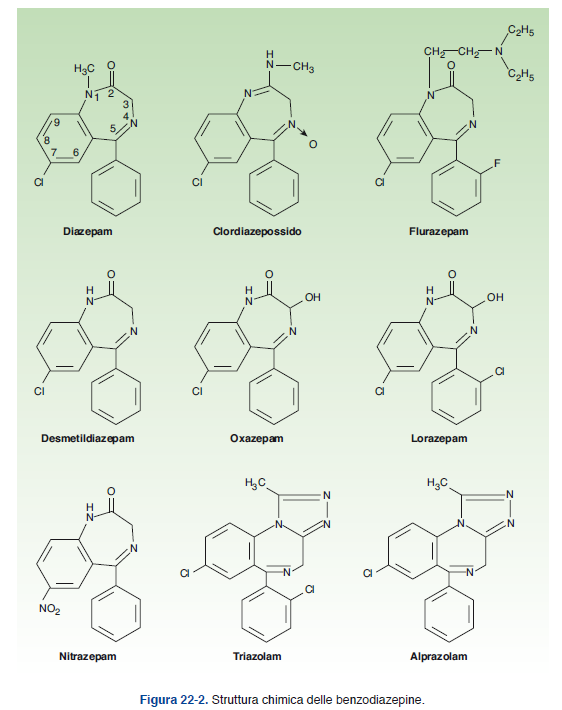 H₃C O
N 1 2 3 4 N 5 6 7 8 9
Cl
Diazepam
H
N CH₃
N
N
O
Cl
Clordiazepossido
C₂H₅
CH₂ CH₂ N
C₂H₅
O
N
N
F
Cl
Flurazepam
O
H
N
N
Cl
Desmetildiazepam
O
H
N
OH
N
Cl
Oxazepam
O
H
N
OH
N
Cl
Cl
Lorazepam
O
H
N
N
NO₂
Nitrazepam
H₃C
N
N
N
N
Cl
Cl
Triazolam
H₃C
N
N
N
N
Cl
Alprazolam
Figura 22-2. Struttura chimica delle benzodiazepine.